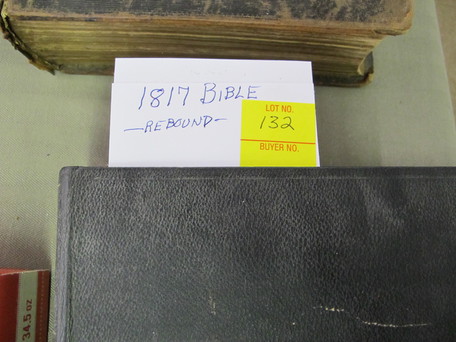 1817 BIBLE
—REBOUND—
LOT NO.
132
BUYER NO.
34.5 oz